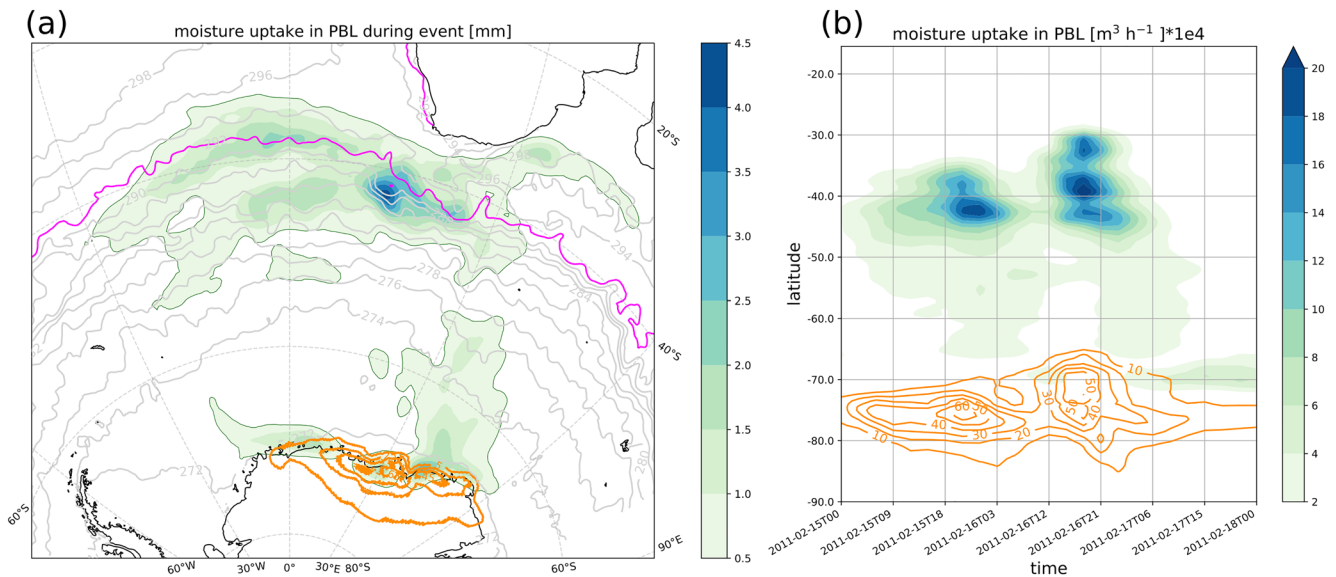 (a)
moisture uptake in PBL during event [mm]
298
296
296
296
290
294
284
278
276
274
272
280
20°S
40°S
60°S
90°E
60°S
60°W
30°W
0°
30°E
80°S
4.5
4.0
3.5
3.0
2.5
2.0
1.5
1.0
0.5
(b)
moisture uptake in PBL [m³ h⁻¹ ]*1e4
latitude
-20.0
-30.0
-40.0
-50.0
-60.0
-70.0
-80.0
-90.0
10
50
30
50
40
60
50
40
30
20
10
2011-02-15T00
2011-02-15T09
2011-02-15T18
2011-02-16T03
2011-02-16T12
2011-02-16T21
2011-02-17T06
2011-02-17T15
2011-02-18T00
time
20
18
16
14
12
10
8
6
4
2